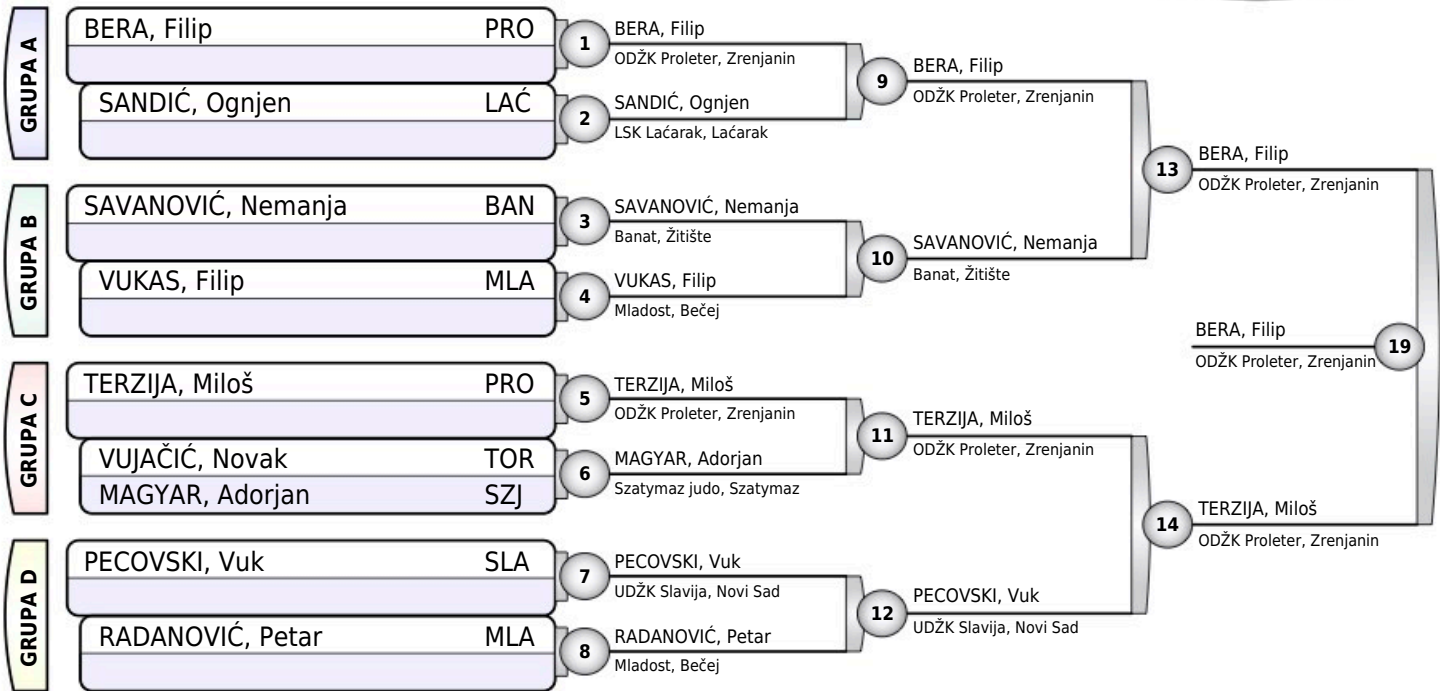 GRUPA A
BERA, Filip PRO
SANDIĆ, Ognjen LAĆ
1
BERA, Filip
ODŽK Proleter, Zrenjanin
2
SANDIĆ, Ognjen
LSK Laćarak, Laćarak
9
BERA, Filip
ODŽK Proleter, Zrenjanin
GRUPA B
SAVANOVIĆ, Nemanja BAN
VUKAS, Filip MLA
3
SAVANOVIĆ, Nemanja
Banat, Žitište
4
VUKAS, Filip
Mladost, Bečej
10
SAVANOVIĆ, Nemanja
Banat, Žitište
13
BERA, Filip
ODŽK Proleter, Zrenjanin
GRUPA C
TERZIJA, Miloš PRO
VUJAČIĆ, Novak TOR
MAGYAR, Adorjan SZJ
5
TERZIJA, Miloš
ODŽK Proleter, Zrenjanin
6
MAGYAR, Adorjan
Szatymaz judo, Szatymaz
11
TERZIJA, Miloš
ODŽK Proleter, Zrenjanin
GRUPA D
PECOVSKI, Vuk SLA
RADANOVIĆ, Petar MLA
7
PECOVSKI, Vuk
UDŽK Slavija, Novi Sad
8
RADANOVIĆ, Petar
Mladost, Bečej
12
PECOVSKI, Vuk
UDŽK Slavija, Novi Sad
14
TERZIJA, Miloš
ODŽK Proleter, Zrenjanin
BERA, Filip
ODŽK Proleter, Zrenjanin
19